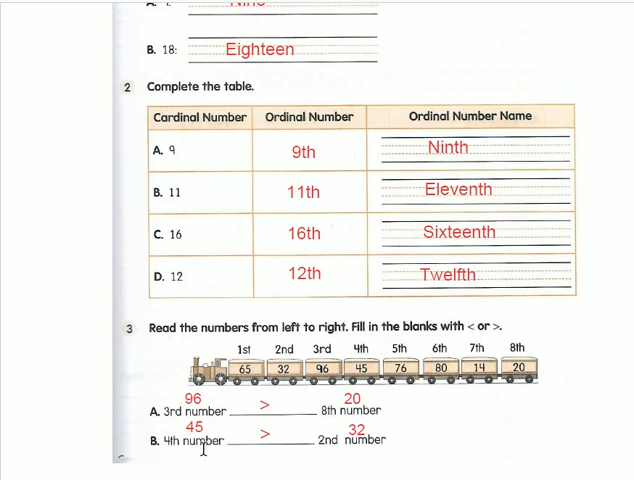 B. 18: Eighteen
2 Complete the table.
Cardinal Number Ordinal Number Ordinal Number Name
A. 9 9th Ninth
B. 11 11th Eleventh
C. 16 16th Sixteenth
D. 12 12th Twelfth
3 Read the numbers from left to right. Fill in the blanks with < or >.
1st 2nd 3rd 4th 5th 6th 7th 8th
65 32 96 45 76 80 14 20
96 > 20
A. 3rd number ____________ 8th number
45 > 32
B. 4th number ____________ 2nd number